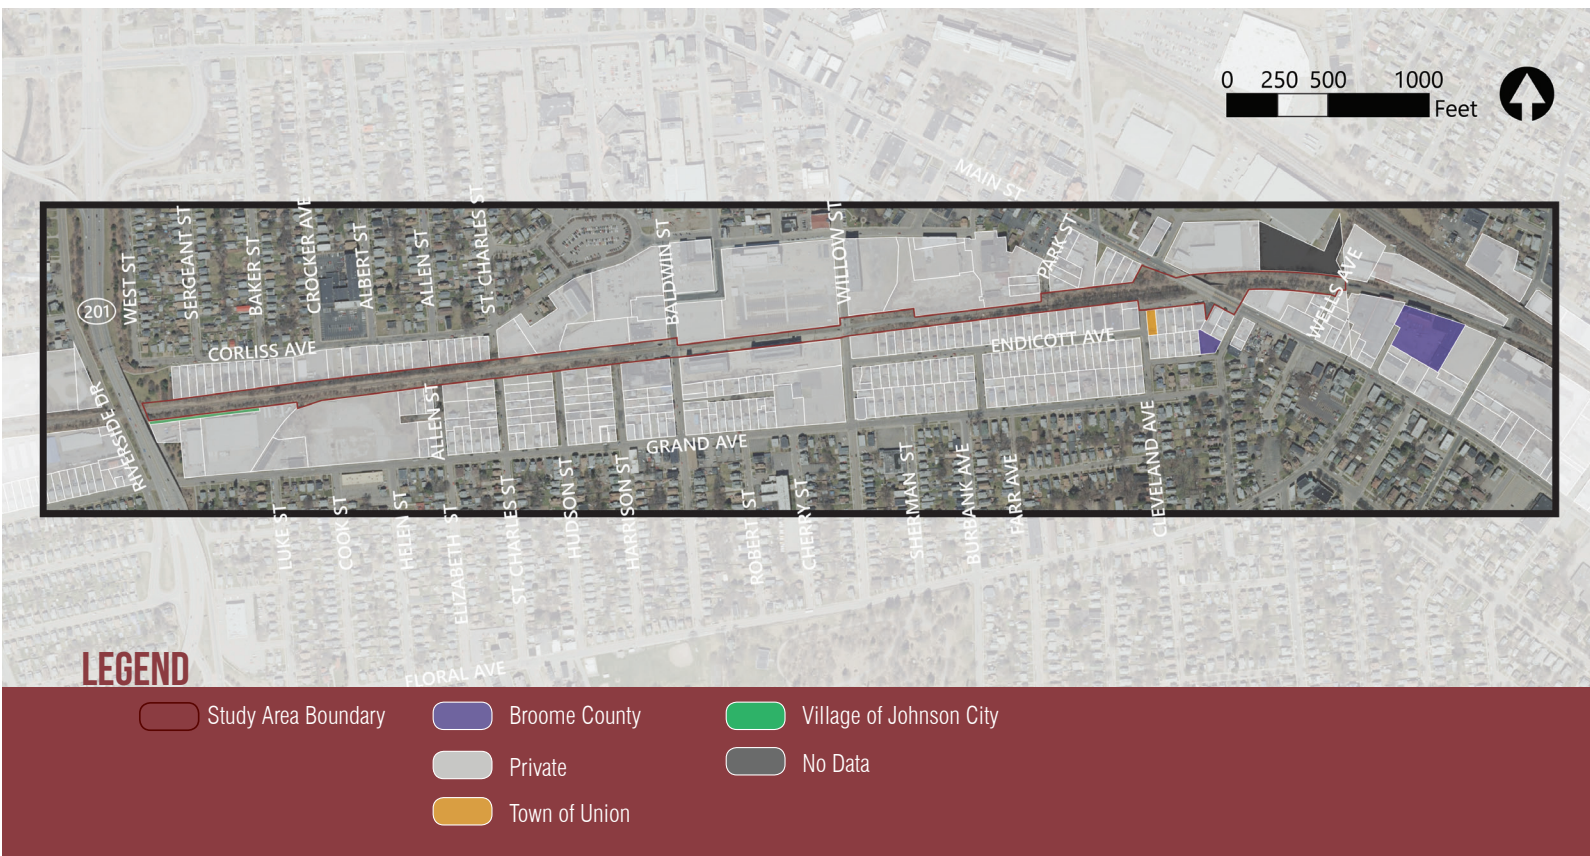 0 250 500 1000
Feet
MAIN ST
WEST ST
SERGEANT ST
BAKER ST
CROCKER AVE
ALBERT ST
ALLEN ST
ST. CHARLES ST
BALDWIN ST
WILLOW ST
PARK ST
WELLS AVE
201
CORLISS AVE
ENDICOTT AVE
RIVERSIDE DR
ALLEN ST
GRAND AVE
CLEVELAND AVE
LUKE ST
COOK ST
HELEN ST
ELIZABETH ST
ST CHARLES ST
HUDSON ST
HARRISON ST
ROBERT ST
CHERRY ST
SHERMAN ST
BURBANK AVE
FARR AVE
FLORAL AVE
LEGEND
Study Area Boundary
Broome County
Private
Town of Union
Village of Johnson City
No Data